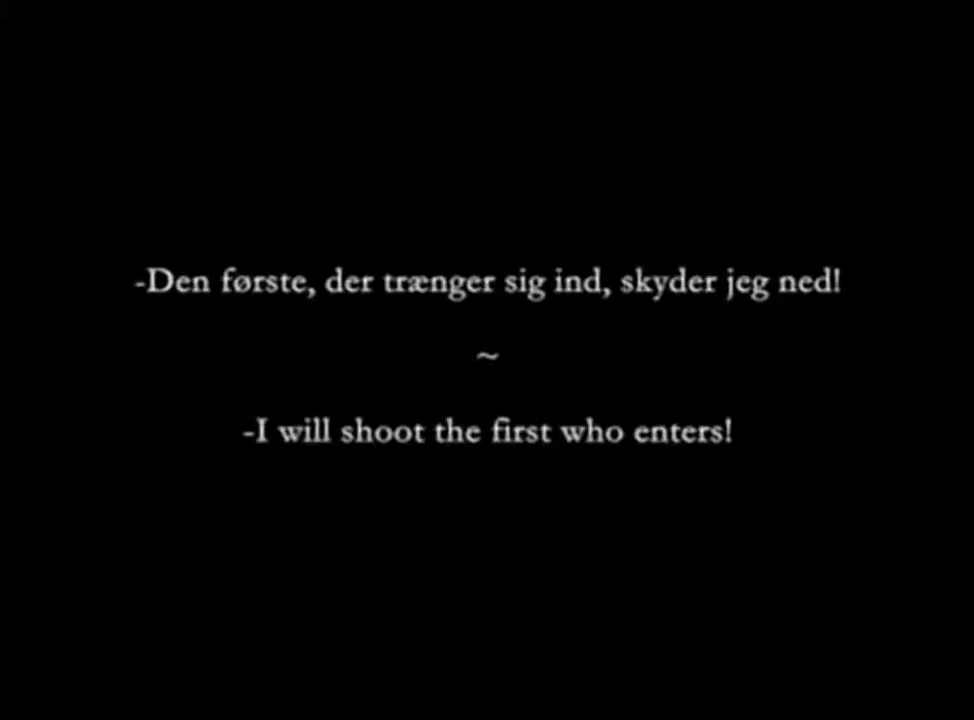 -Den første, der trænger sig ind, skyder jeg ned!
~
-I will shoot the first who enters!